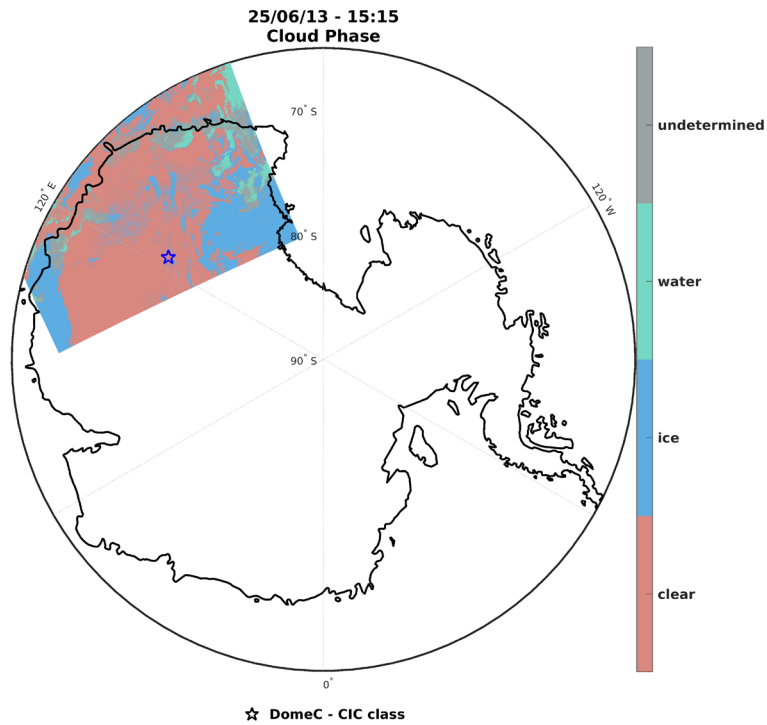 25/06/13 - 15:15
Cloud Phase
70° S
120° E
120° W
80° S
90° S
0°
undetermined
water
ice
clear
DomeC - CIC class